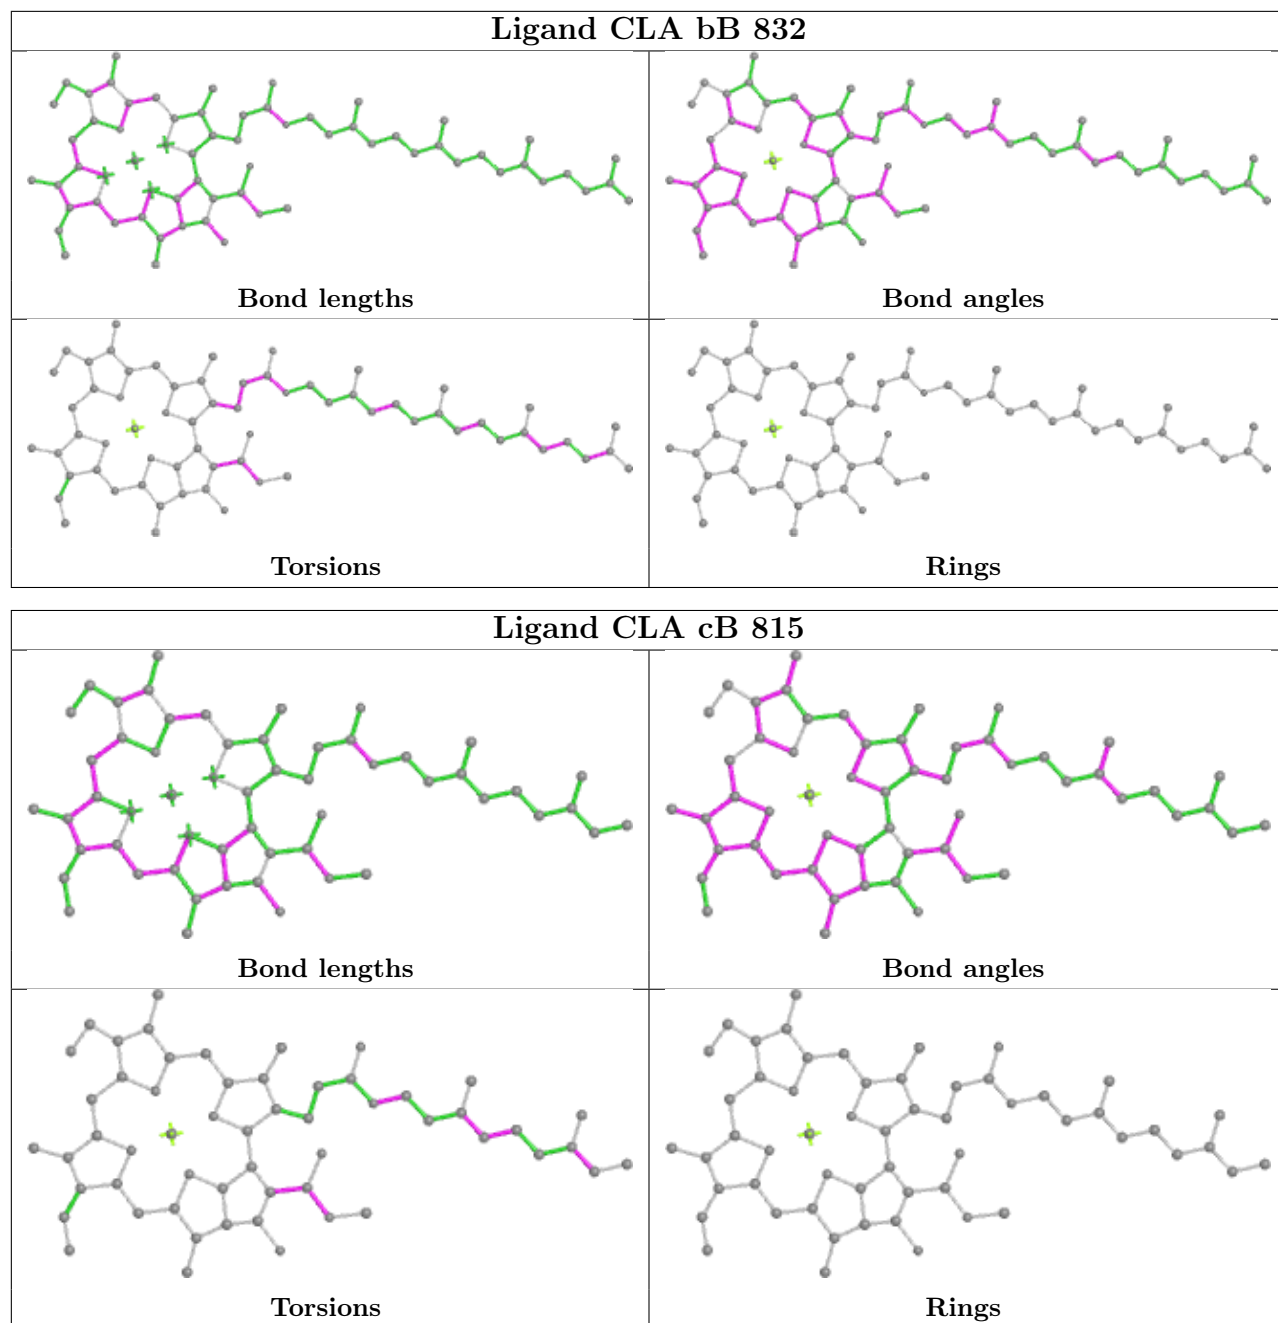 Ligand CLA bB 832
Bond lengths
Bond angles
Torsions
Rings
Ligand CLA cB 815
Bond lengths
Bond angles
Torsions
Rings